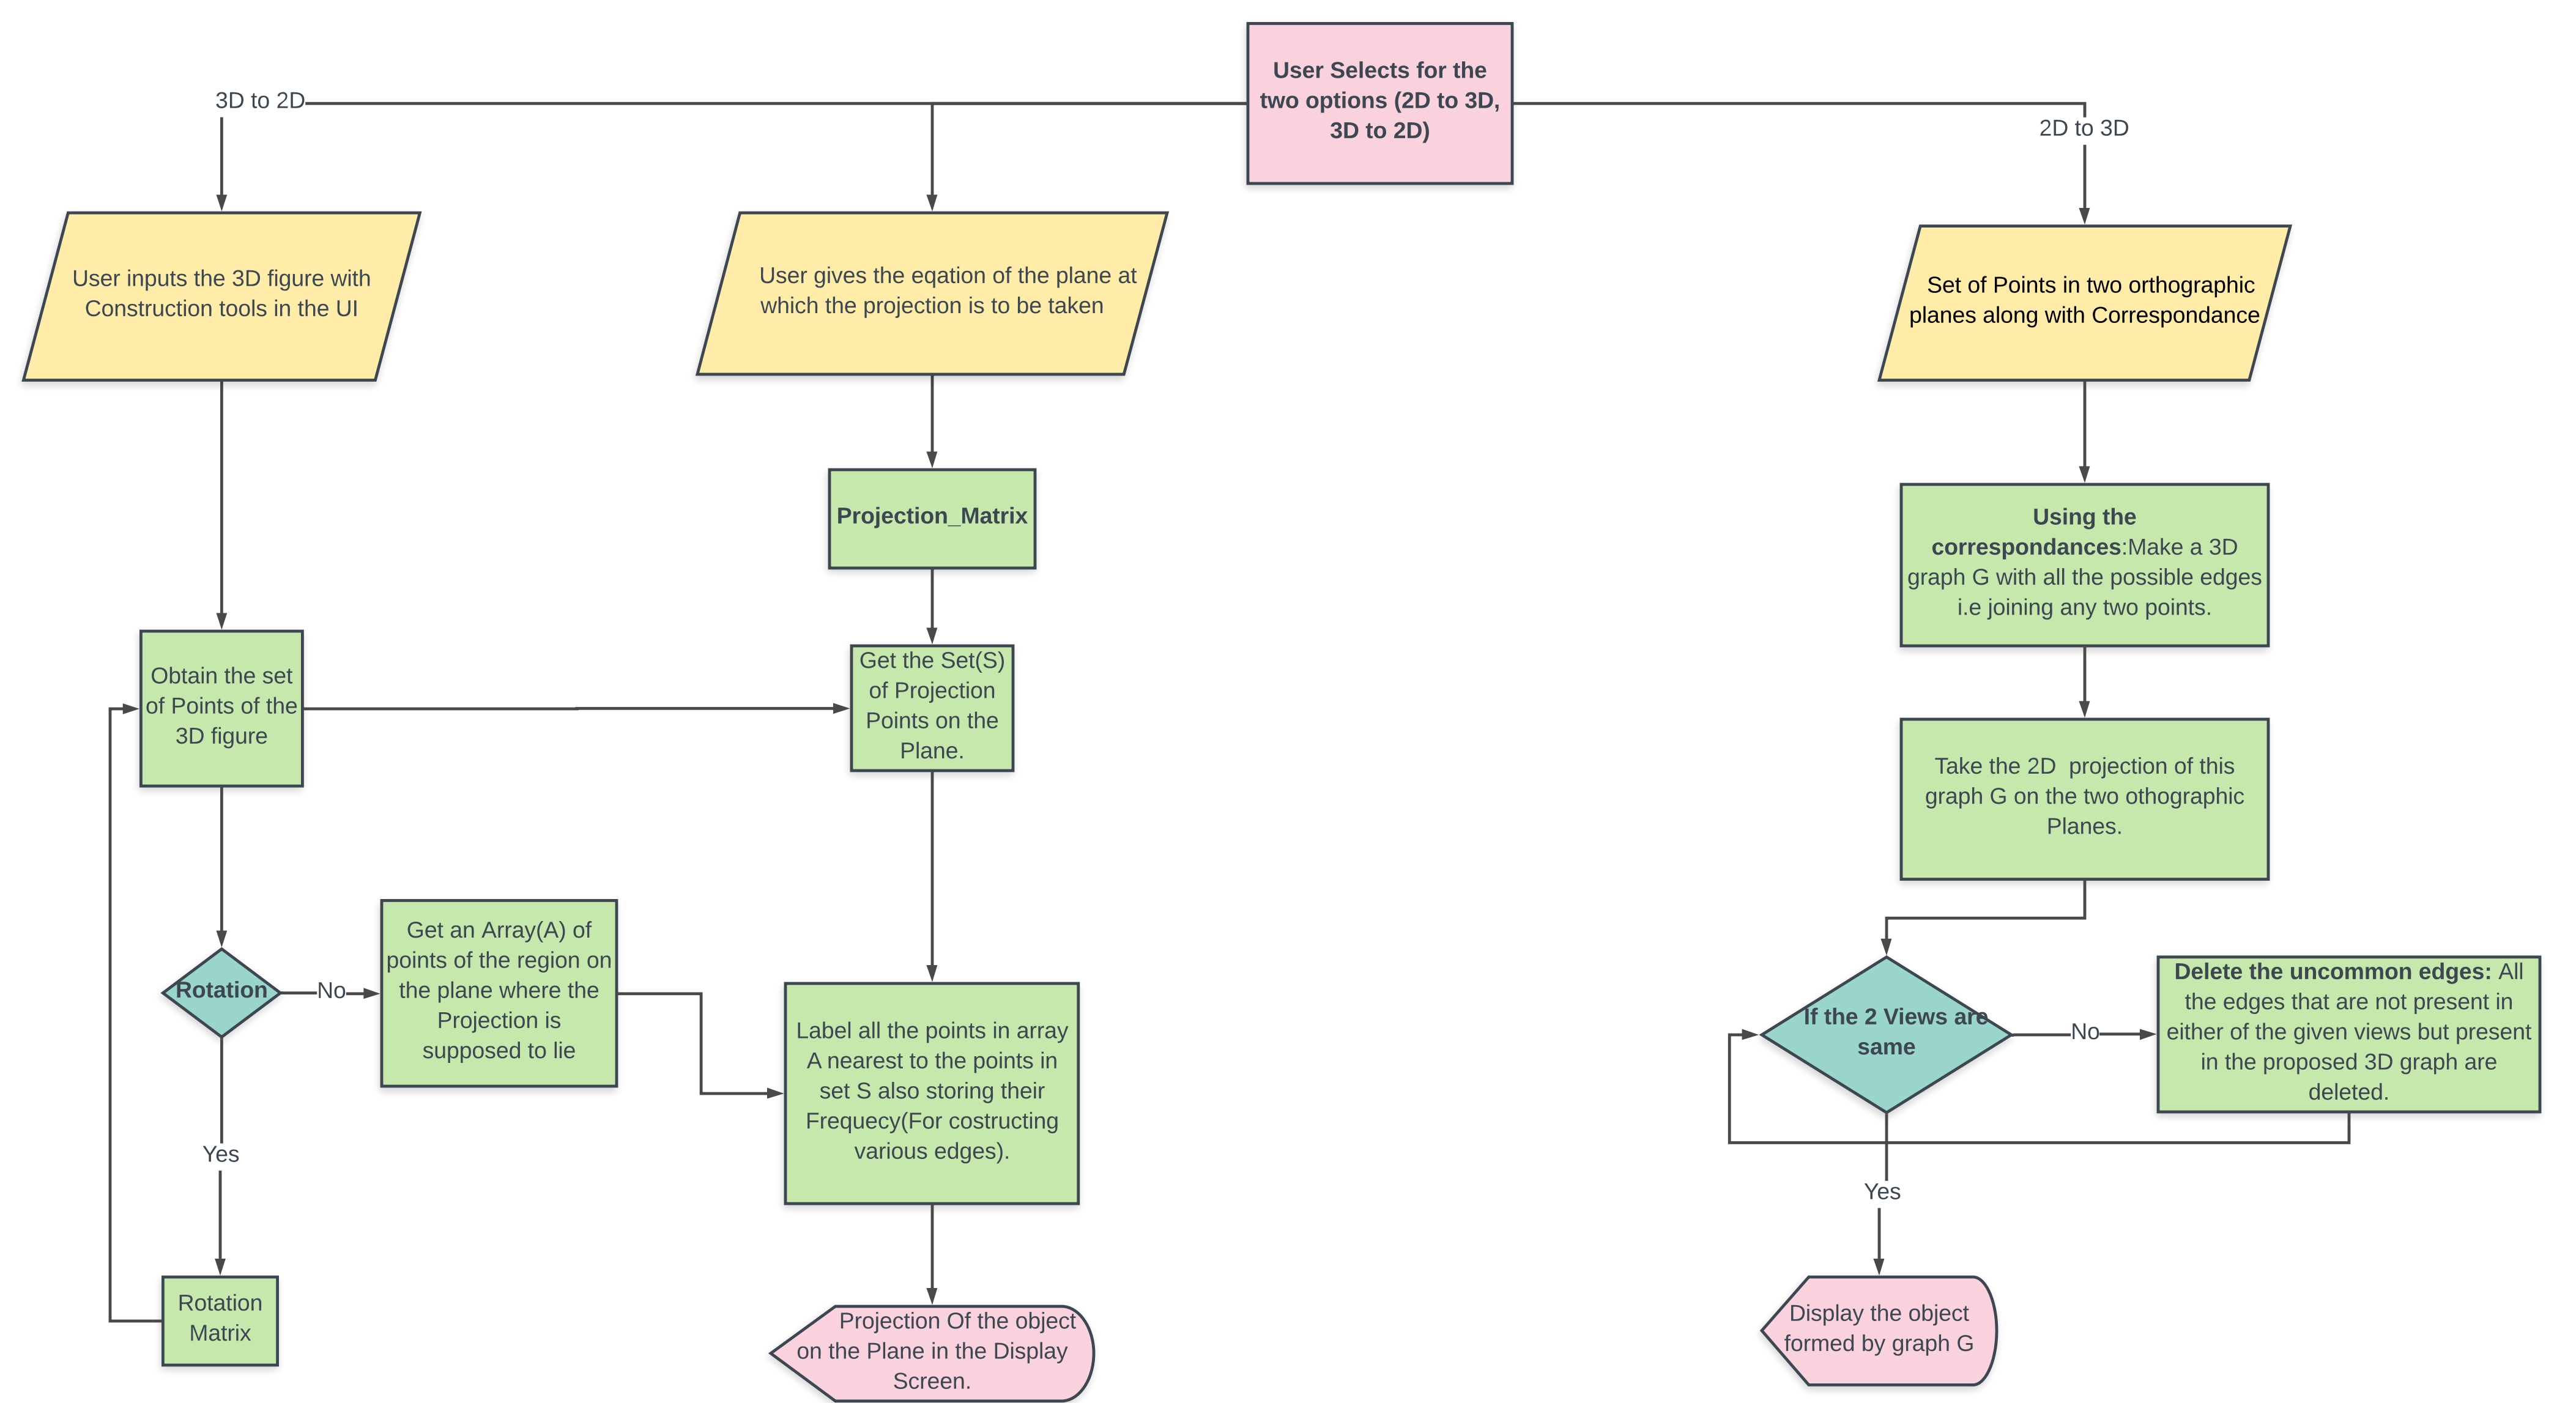 User Selects for the
two options (2D to 3D,
3D to 2D)
3D to 2D
2D to 3D
User inputs the 3D figure with
Construction tools in the UI
User gives the eqation of the plane at
which the projection is to be taken
Set of Points in two orthographic
planes along with Correspondance
Projection_Matrix
Using the
correspondances:Make a 3D
graph G with all the possible edges
i.e joining any two points.
Obtain the set
of Points of the
3D figure
Get the Set(S)
of Projection
Points on the
Plane.
Take the 2D  projection of this
graph G on the two othographic
Planes.
Rotation
No
Get an Array(A) of
points of the region on
the plane where the
Projection is
supposed to lie
Label all the points in array
A nearest to the points in
set S also storing their
Frequecy(For costructing
various edges).
If the 2 Views are
same
No
Delete the uncommon edges: All
the edges that are not present in
either of the given views but present
in the proposed 3D graph are
deleted.
Yes
Yes
Rotation
Matrix
Projection Of the object
on the Plane in the Display
Screen.
Display the object
formed by graph G